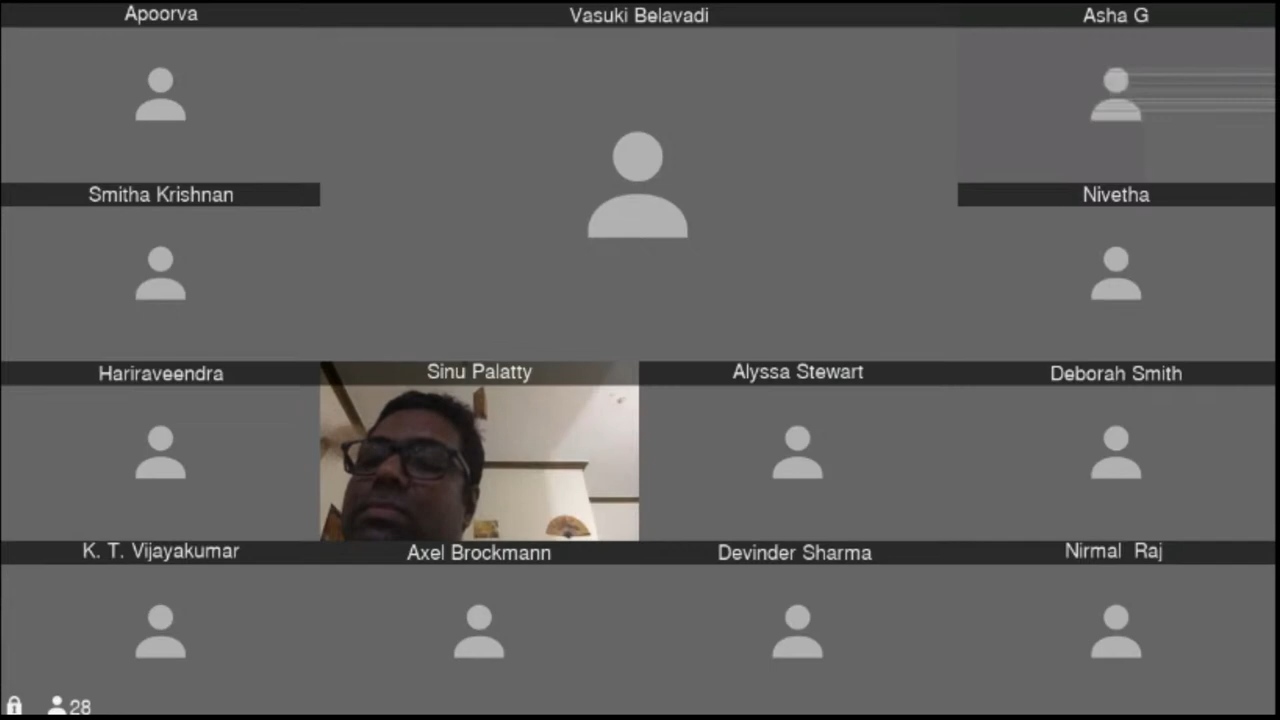 Apoorva
Vasuki Belavadi
Asha G
Smitha Krishnan
Nivetha
Hariraveendra
Sinu Palatty
Alyssa Stewart
Deborah Smith
K. T. Vijayakumar
Axel Brockmann
Devinder Sharma
Nirmal Raj
28